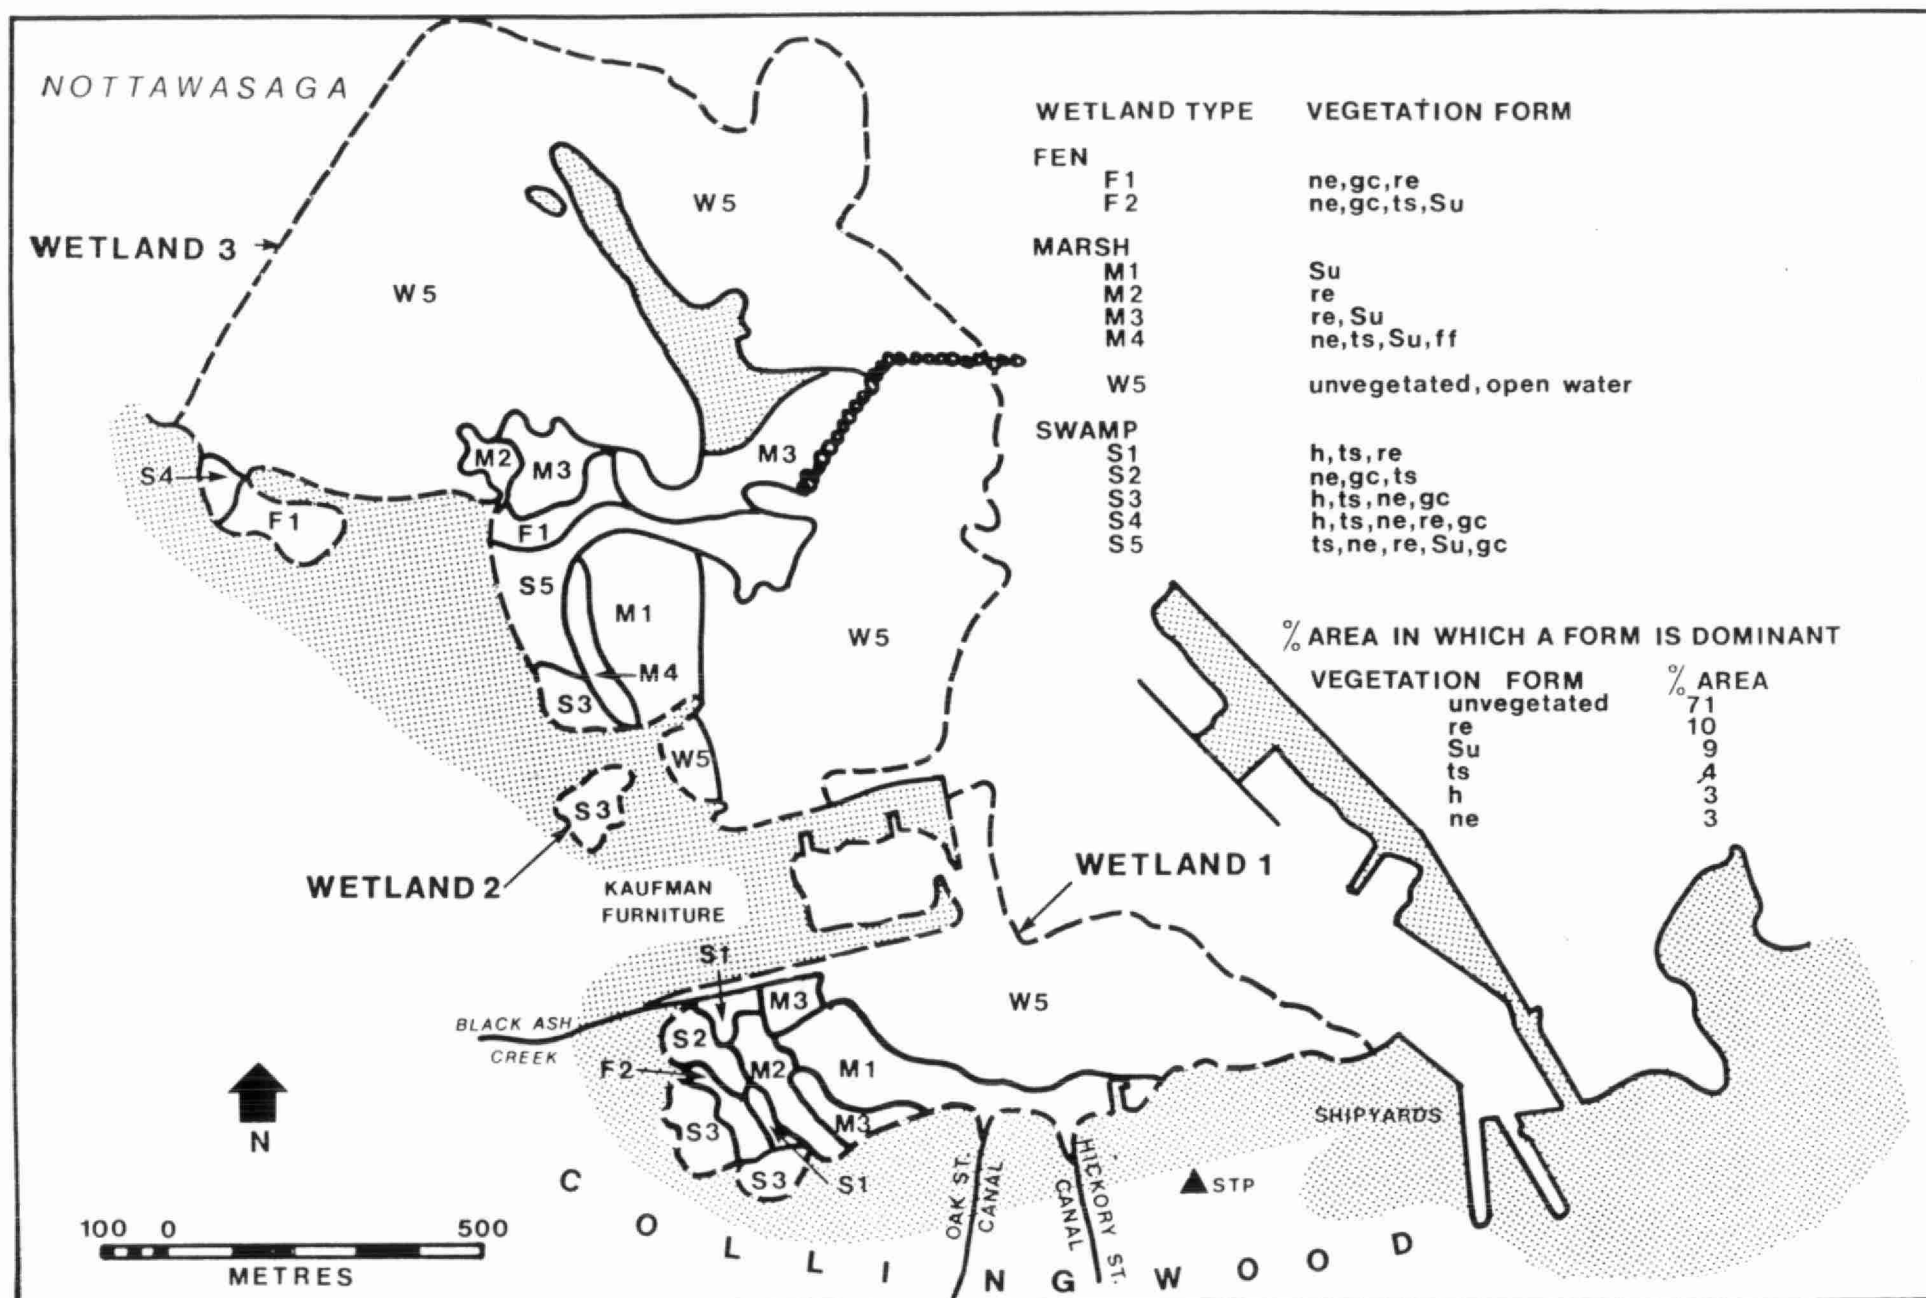 NOTTAWASAGA
WETLAND TYPE VEGETATION FORM
FEN
F1 ne,gc,re
F2 ne,gc,ts,Su
MARSH
M1 Su
M2 re
M3 re,Su
M4 ne,ts,Su,ff
W5 unvegetated,open water
SWAMP
S1 h,ts,re
S2 ne,gc,ts
S3 h,ts,ne,gc
S4 h,ts,ne,re,gc
S5 ts,ne,re,Su,gc
% AREA IN WHICH A FORM IS DOMINANT
VEGETATION FORM % AREA
unvegetated 71
re 10
Su 9
ts 4
h 3
ne 3
W5
WETLAND 3
W5
M2
M3
M3
S4
F1
F1
S5
M1
W5
M4
S3
W5
S3
WETLAND 2
WETLAND 1
KAUFMAN
FURNITURE
S1
M3
W5
BLACK ASH
CREEK
S2
F2
M2
M1
S3
M3
S3
S1
SHIPYARDS
STP
OAK ST.
CANAL
HICKORY ST.
CANAL
N
COLLINGWOOD
100 0 500
METRES